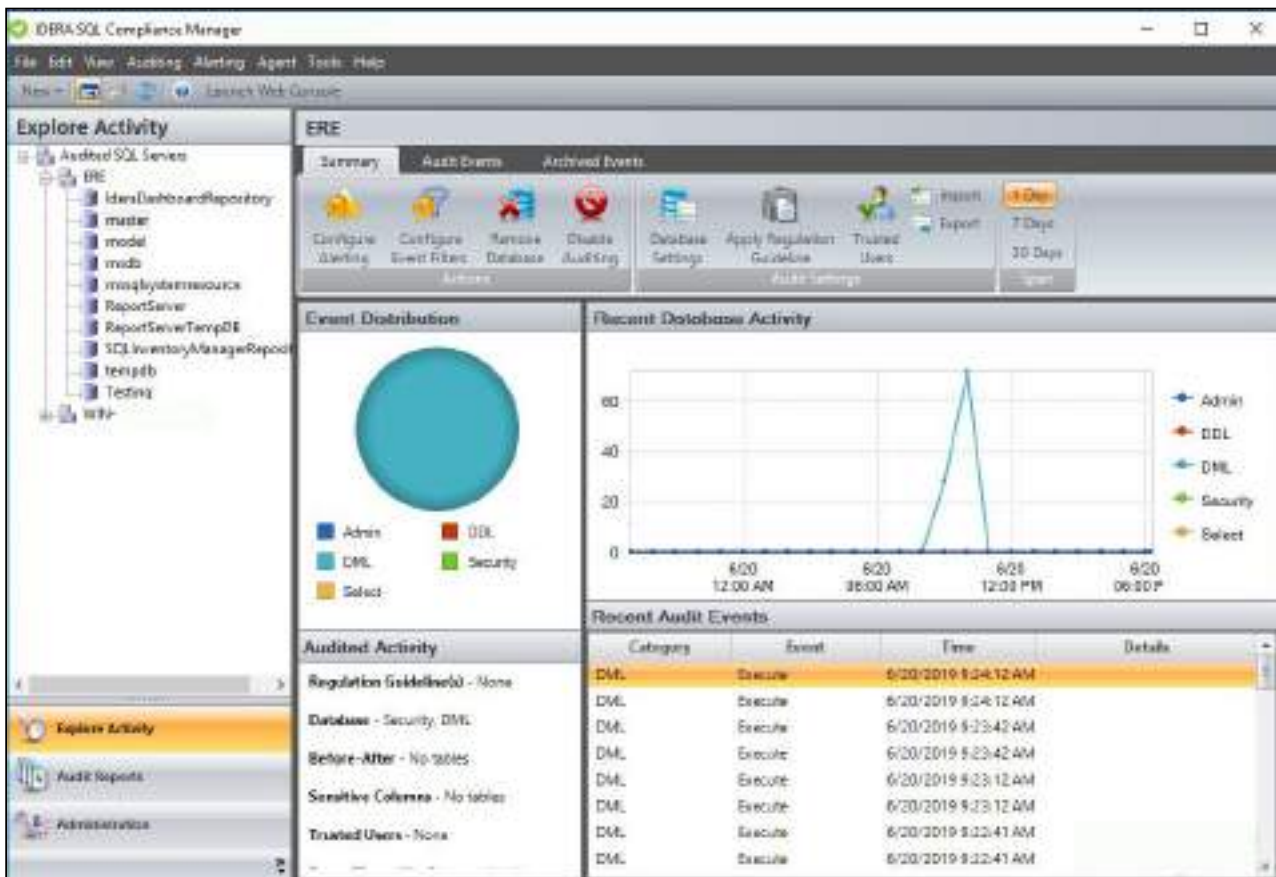 IDERA SQL Compliance Manager
File Edit View Auditing Alerting Agent Tools Help
New Launch Web Console
Explore Activity
Audited SQL Servers
ERE
IderaDashboardRepository
master
model
msdb
mssqlsystemresource
ReportServer
ReportServerTempDB
SQLInventoryManagerReposit
tempdb
Testing
WIN-
Explore Activity
Audit Reports
Administration
ERE
Summary Audit Events Archived Events
Configure Alerting
Configure Event Filters
Remove Database
Disable Auditing
Actions
Database Settings
Apply Regulation Guideline
Trusted Users
Import
Export
Audit Settings
1 Day
7 Days
30 Days
Span
Event Distribution
Admin DDL
DML Security
Select
Recent Database Activity
60
40
20
0
6/20 12:00 AM
6/20 06:00 AM
6/20 12:00 PM
6/20 06:00 P
Admin
DDL
DML
Security
Select
Audited Activity
Regulation Guideline(s) - None
Database - Security, DML
Before-After - No tables
Sensitive Columns - No tables
Trusted Users - None
Recent Audit Events
Category Event Time Details
DML Execute 6/20/2019 9:24:12 AM
DML Execute 6/20/2019 9:24:12 AM
DML Execute 6/20/2019 9:23:42 AM
DML Execute 6/20/2019 9:23:42 AM
DML Execute 6/20/2019 9:23:12 AM
DML Execute 6/20/2019 9:23:12 AM
DML Execute 6/20/2019 9:22:41 AM
DML Execute 6/20/2019 9:22:41 AM